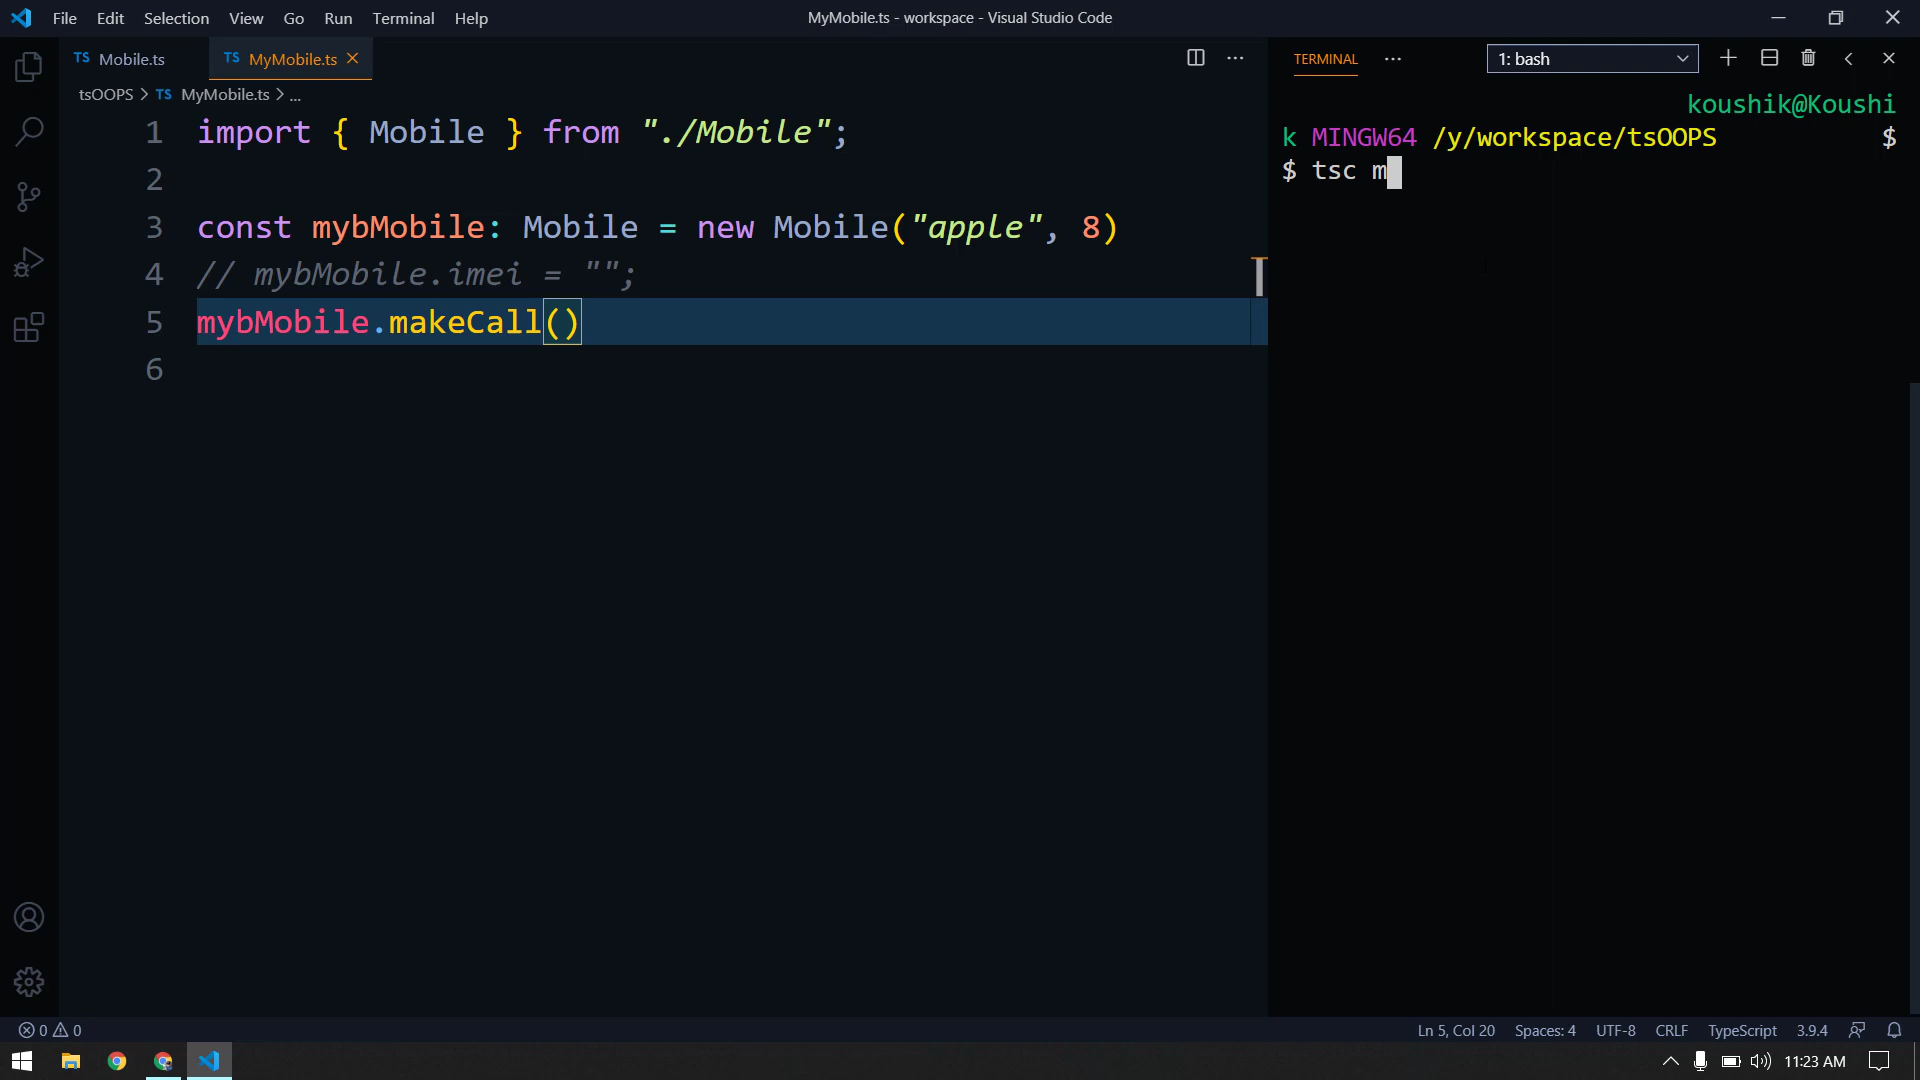 File Edit Selection View Go Run Terminal Help
MyMobile.ts - workspace - Visual Studio Code
TS Mobile.ts
TS MyMobile.ts
tsOOPS > TS MyMobile.ts > ...
1 import { Mobile } from "./Mobile";
2
3 const mybMobile: Mobile = new Mobile("apple", 8)
4 // mybMobile.imei = "";
5 mybMobile.makeCall()
6
TERMINAL
1: bash
koushik@Koushi
k MINGW64 /y/workspace/tsOOPS $
$ tsc m
0 0
Ln 5, Col 20 Spaces: 4 UTF-8 CRLF TypeScript 3.9.4
11:23 AM